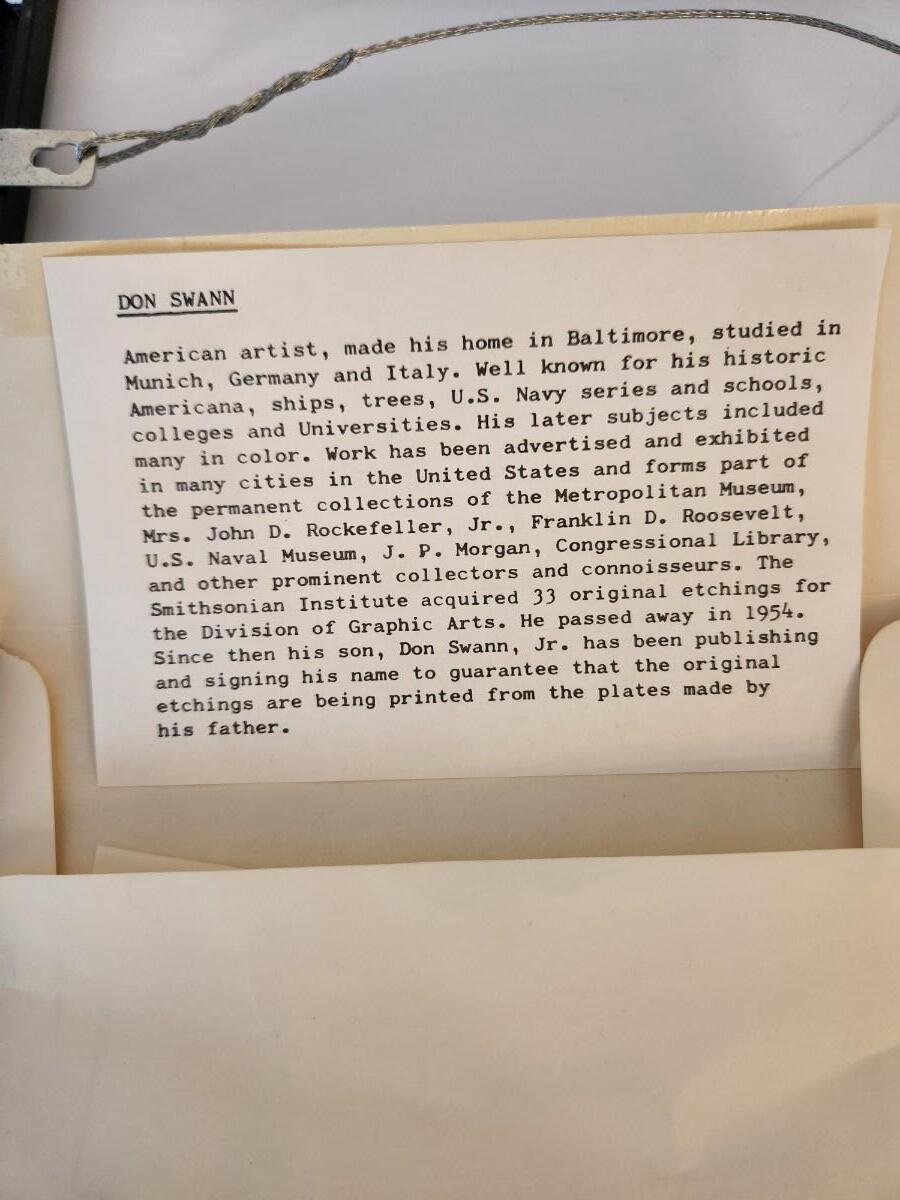 DON SWANN
American artist, made his home in Baltimore, studied in
Munich, Germany and Italy. Well known for his historic
Americana, ships, trees, U.S. Navy series and schools,
colleges and Universities. His later subjects included
many in color. Work has been advertised and exhibited
in many cities in the United States and forms part of
the permanent collections of the Metropolitan Museum,
Mrs. John D. Rockefeller, Jr., Franklin D. Roosevelt,
U.S. Naval Museum, J. P. Morgan, Congressional Library,
and other prominent collectors and connoisseurs. The
Smithsonian Institute acquired 33 original etchings for
the Division of Graphic Arts. He passed away in 1954.
Since then his son, Don Swann, Jr. has been publishing
and signing his name to guarantee that the original
etchings are being printed from the plates made by
his father.